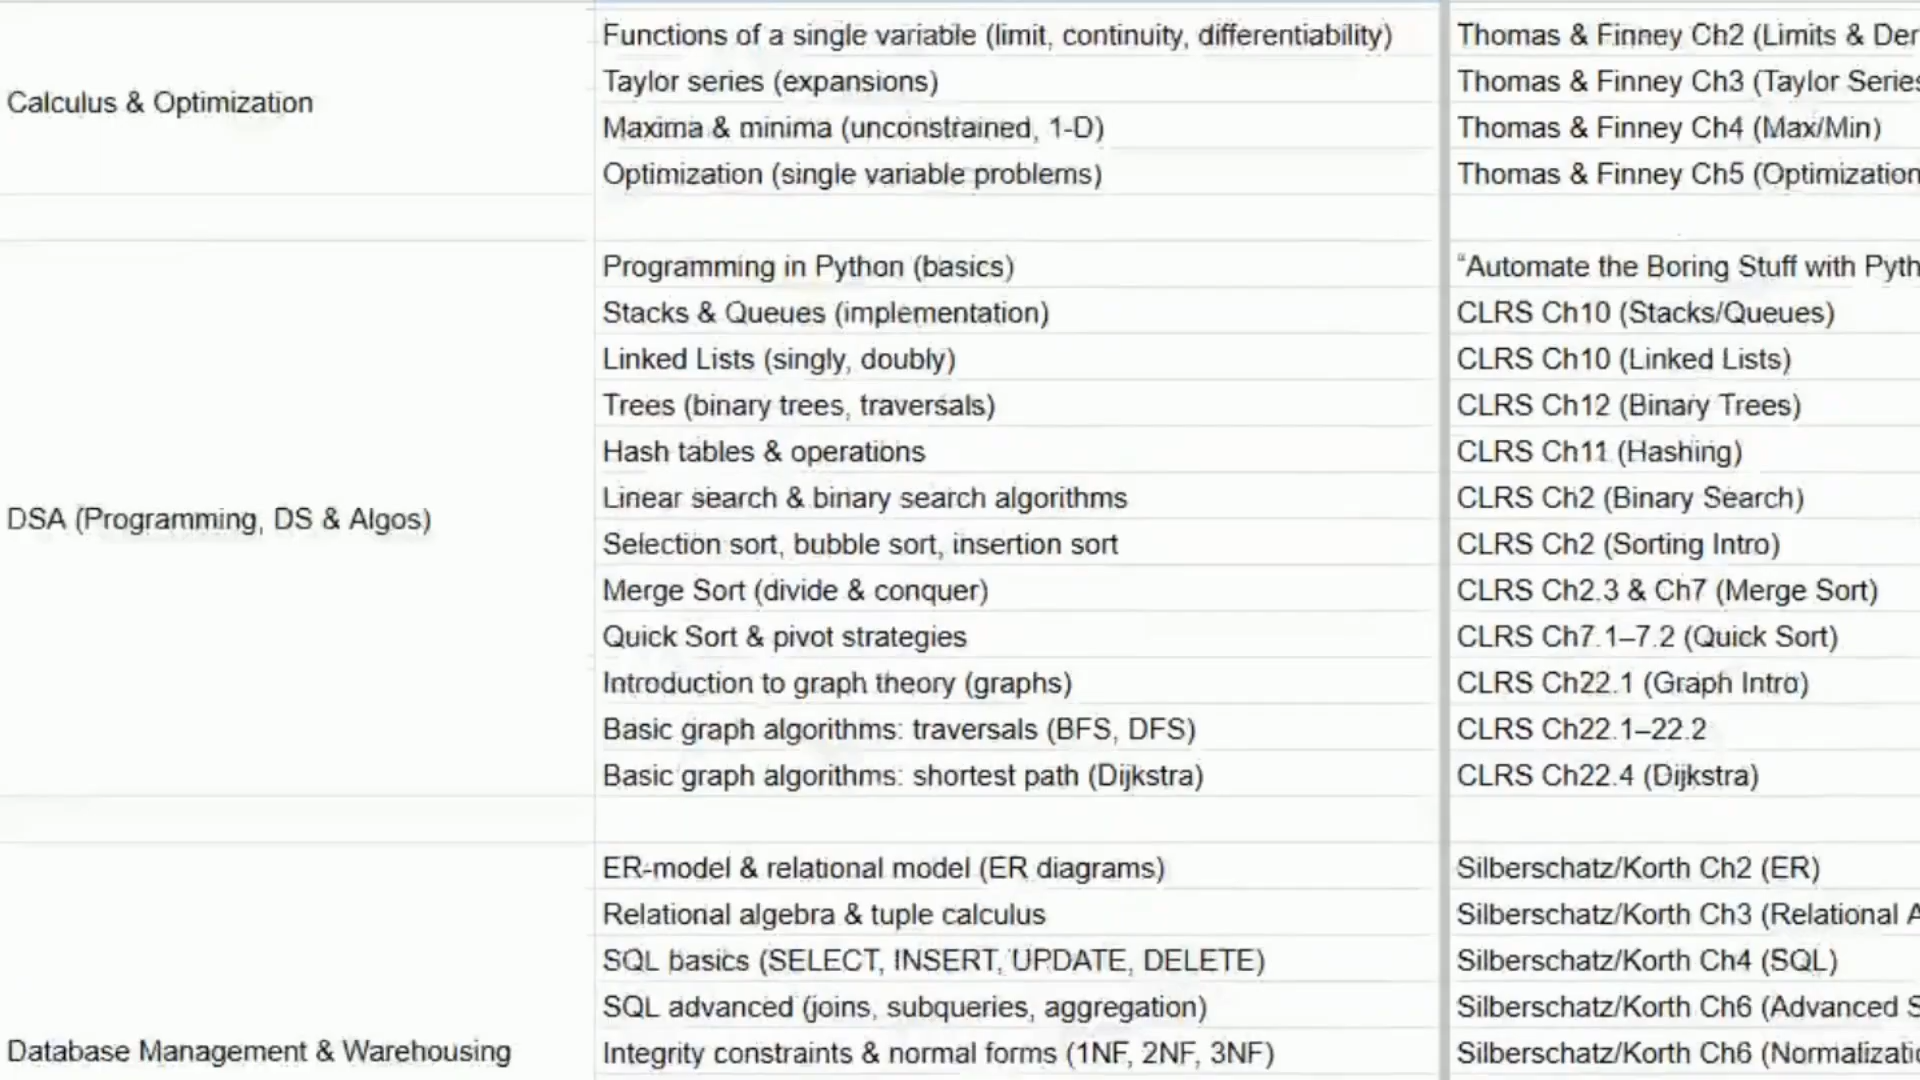 Functions of a single variable (limit, continuity, differentiability) Thomas & Finney Ch2 (Limits &
Taylor series (expansions) Thomas & Finney Ch3 (Taylor Series
Calculus & Optimization
Maxima & minima (unconstrained, 1-D) Thomas & Finney Ch4 (Max/Min)
Optimization (single variable problems) Thomas & Finney Ch5 (Optimization
Programming in Python (basics) “Automate the Boring Stuff with
Stacks & Queues (implementation) CLRS Ch10 (Stacks/Queues)
Linked Lists (singly, doubly) CLRS Ch10 (Linked Lists)
Trees (binary trees, traversals) CLRS Ch12 (Binary Trees)
Hash tables & operations CLRS Ch11 (Hashing)
Linear search & binary search algorithms CLRS Ch2 (Binary Search)
DSA (Programming, DS & Algos)
Selection sort, bubble sort, insertion sort CLRS Ch2 (Sorting Intro)
Merge Sort (divide & conquer) CLRS Ch2.3 & Ch7 (Merge Sort)
Quick Sort & pivot strategies CLRS Ch7.1–7.2 (Quick Sort)
Introduction to graph theory (graphs) CLRS Ch22.1 (Graph Intro)
Basic graph algorithms: traversals (BFS, DFS) CLRS Ch22.1–22.2
Basic graph algorithms: shortest path (Dijkstra) CLRS Ch22.4 (Dijkstra)
ER-model & relational model (ER diagrams) Silberschatz/Korth Ch2 (ER)
Relational algebra & tuple calculus Silberschatz/Korth Ch3 (Relational
SQL basics (SELECT, INSERT, UPDATE, DELETE) Silberschatz/Korth Ch4 (SQL)
SQL advanced (joins, subqueries, aggregation) Silberschatz/Korth Ch6 (Advanced
Database Management & Warehousing Integrity constraints & normal forms (1NF, 2NF, 3NF) Silberschatz/Korth Ch6